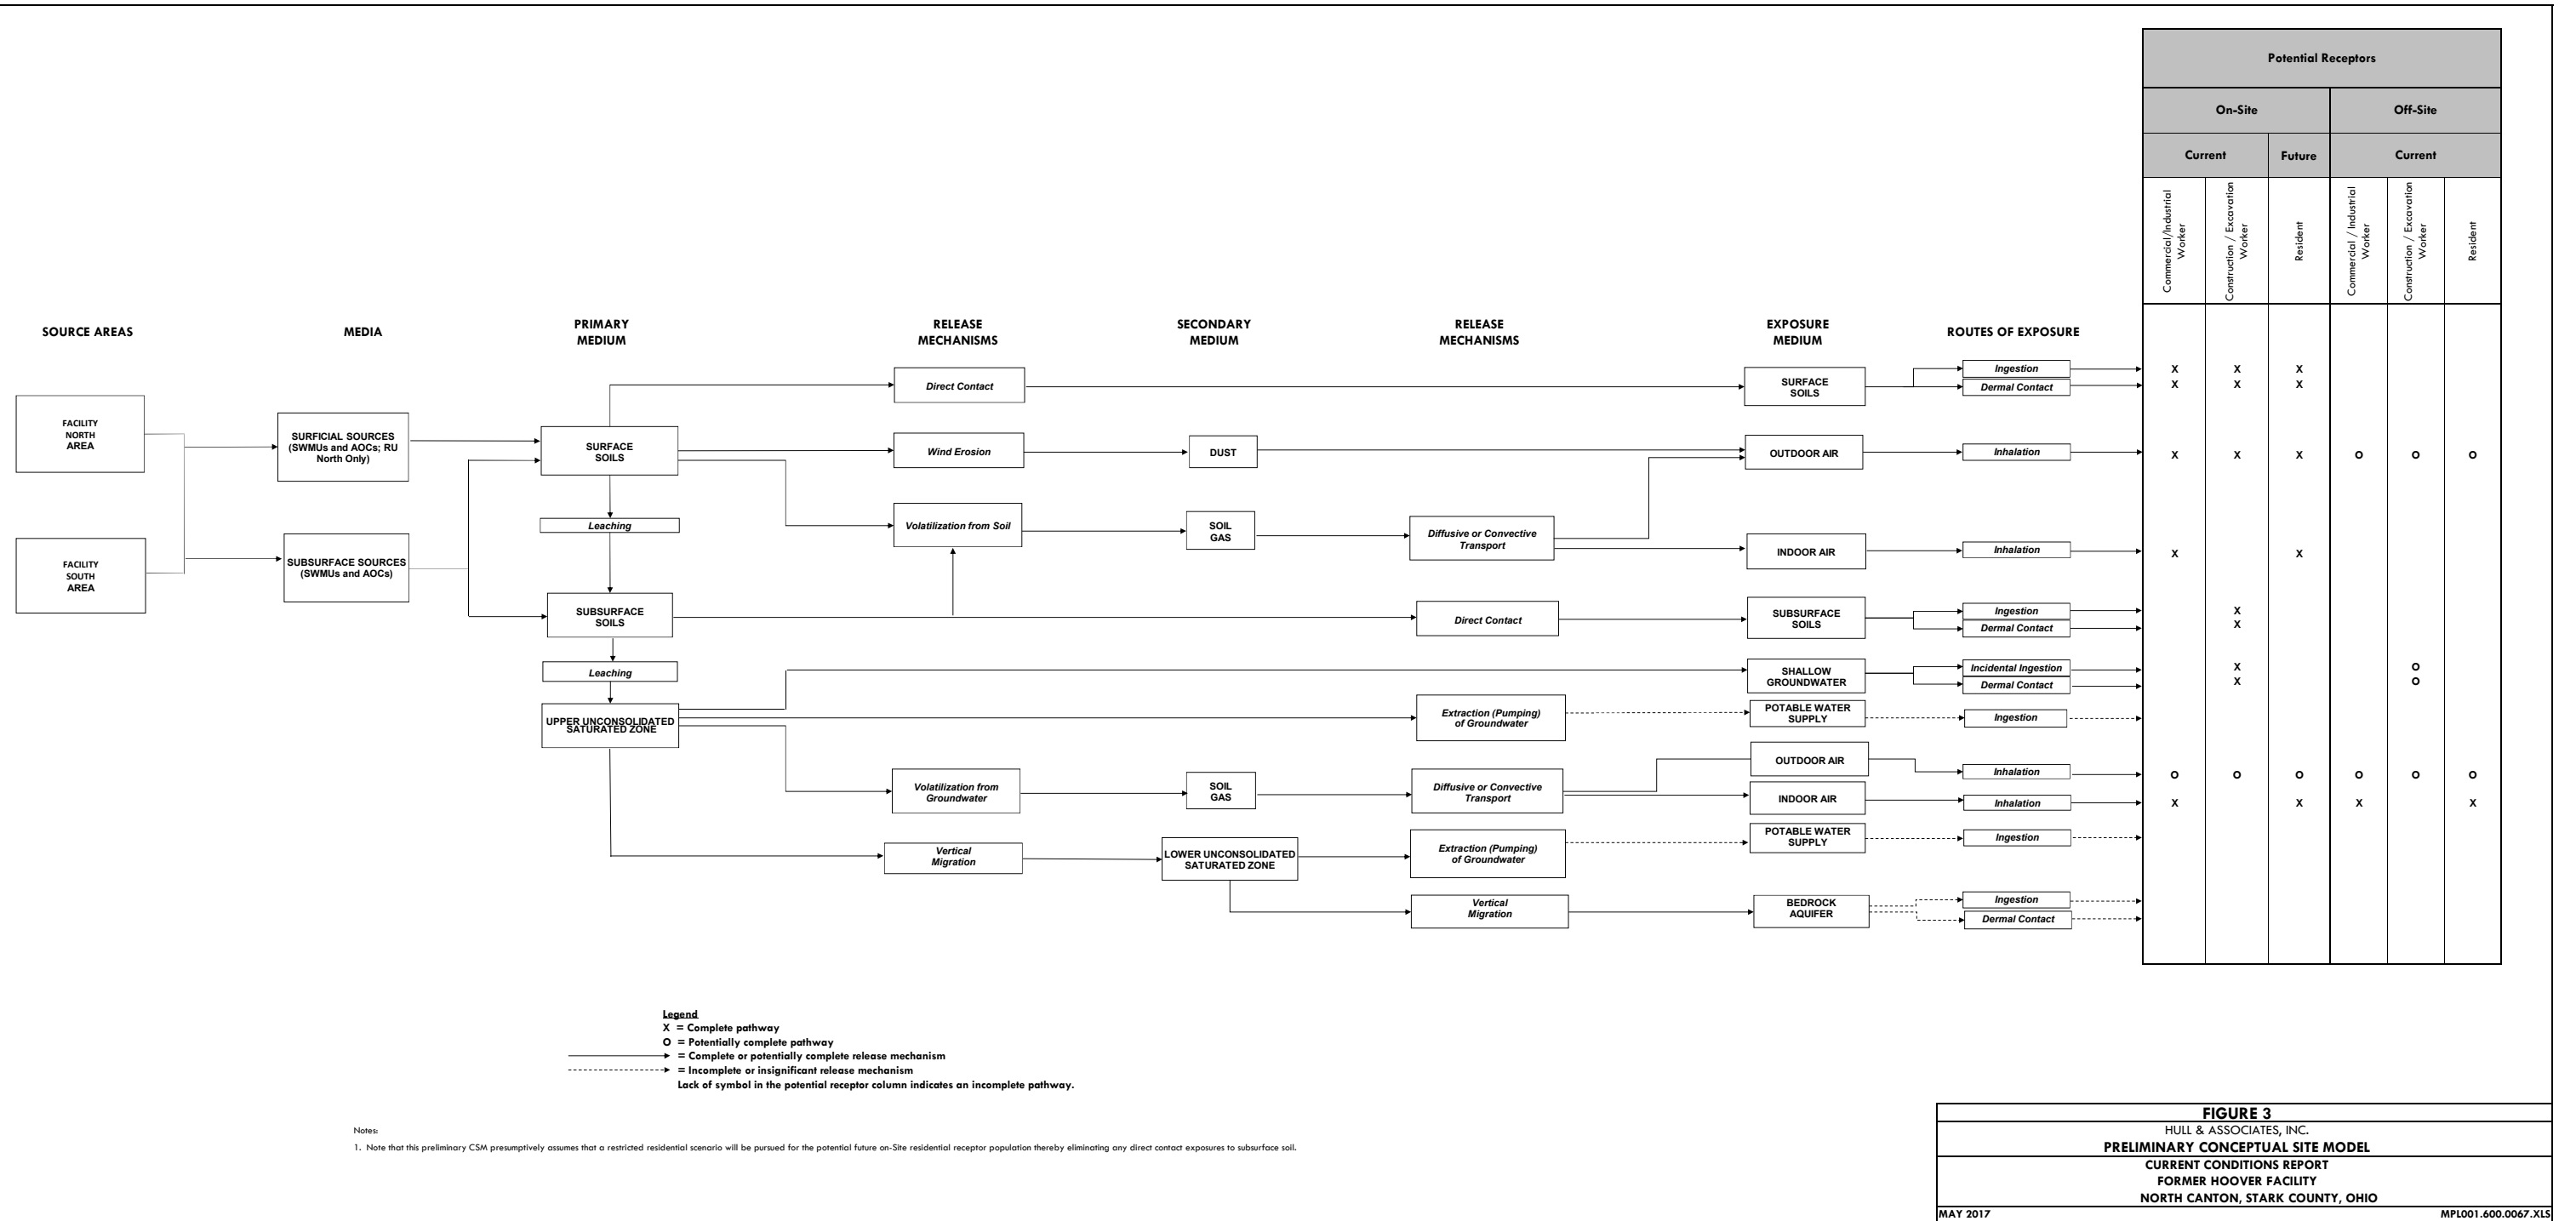 Potential Receptors
On-Site
Off-Site
Current
Future
Current
Commercial/Industrial
Worker
Construction / Excavation
Worker
Resident
Commercial / Industrial
Worker
Construction / Excavation
Worker
Resident
SOURCE AREAS
MEDIA
PRIMARY
MEDIUM
RELEASE
MECHANISMS
SECONDARY
MEDIUM
RELEASE
MECHANISMS
EXPOSURE
MEDIUM
ROUTES OF EXPOSURE
FACILITY
NORTH
AREA
FACILITY
SOUTH
AREA
SURFICIAL SOURCES
(SWMUs and AOCs; RU
North Only)
SUBSURFACE SOURCES
(SWMUs and AOCs)
SURFACE
SOILS
Leaching
SUBSURFACE
SOILS
Leaching
UPPER UNCONSOLIDATED
SATURATED ZONE
Direct Contact
SURFACE
SOILS
Ingestion
X X X
Dermal Contact
X X X
Wind Erosion
DUST
OUTDOOR AIR
Inhalation
X X X O O O
Volatilization from Soil
SOIL
GAS
Diffusive or Convective
Transport
INDOOR AIR
Inhalation
X X
Direct Contact
SUBSURFACE
SOILS
Ingestion
X
Dermal Contact
X
SHALLOW
GROUNDWATER
Incidental Ingestion
X O
Dermal Contact
X O
Extraction (Pumping)
of Groundwater
POTABLE WATER
SUPPLY
Ingestion
Volatilization from
Groundwater
SOIL
GAS
Diffusive or Convective
Transport
OUTDOOR AIR
Inhalation
O O O O O O
INDOOR AIR
Inhalation
X X X X
Vertical
Migration
LOWER UNCONSOLIDATED
SATURATED ZONE
Extraction (Pumping)
of Groundwater
POTABLE WATER
SUPPLY
Ingestion
Vertical
Migration
BEDROCK
AQUIFER
Ingestion
Dermal Contact
Legend
X = Complete pathway
O = Potentially complete pathway
= Complete or potentially complete release mechanism
= Incomplete or insignificant release mechanism
Lack of symbol in the potential receptor column indicates an incomplete pathway.
Notes:
1. Note that this preliminary CSM presumptively assumes that a restricted residential scenario will be pursued for the potential future on-Site residential receptor population thereby eliminating any direct contact exposures to subsurface soil.
FIGURE 3
HULL & ASSOCIATES, INC.
PRELIMINARY CONCEPTUAL SITE MODEL
CURRENT CONDITIONS REPORT
FORMER HOOVER FACILITY
NORTH CANTON, STARK COUNTY, OHIO
MAY 2017
MPL001.600.0067.XLS